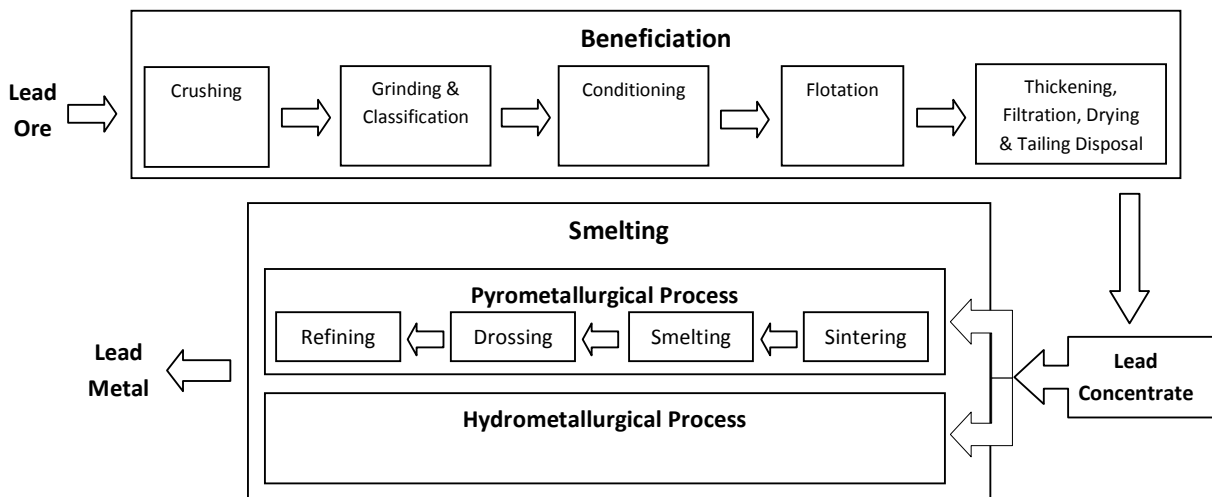 Beneficiation
Lead
Ore
Crushing
Grinding &
Classification
Conditioning
Flotation
Thickening,
Filtration, Drying
& Tailing Disposal
Smelting
Pyrometallurgical Process
Refining
Drossing
Smelting
Sintering
Lead
Metal
Lead
Concentrate
Hydrometallurgical Process